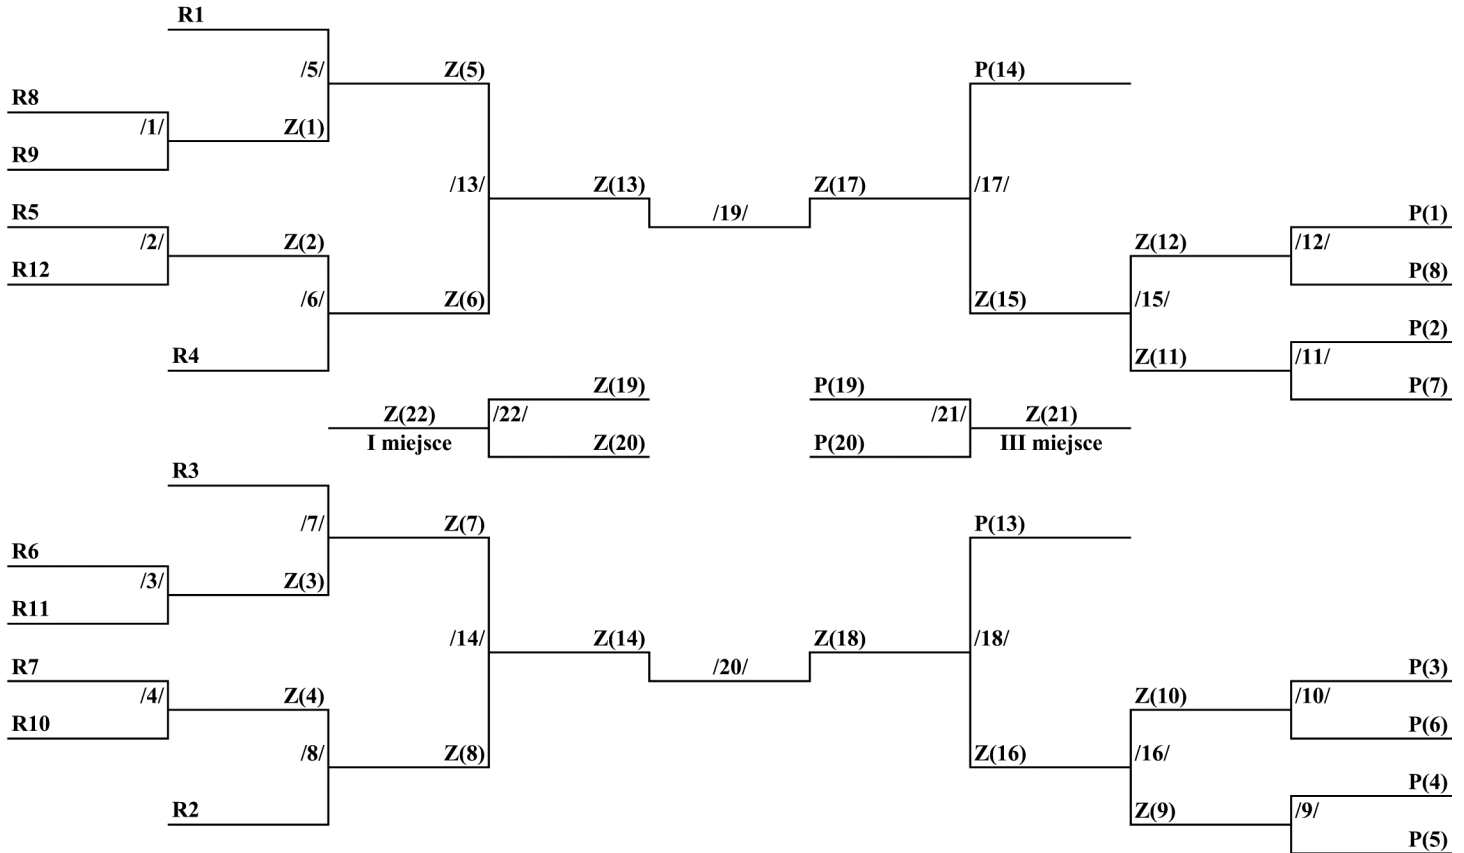 R1
/5/
Z(5)
P(14)
R8
/1/
Z(1)
R9
/13/
Z(13)
/19/
Z(17)
/17/
R5
/2/
Z(2)
R12
/6/
Z(6)
R4
P(1)
Z(12)
/12/
P(8)
Z(15)
/15/
P(2)
Z(11)
/11/
P(7)
Z(19)
Z(22)
/22/
I miejsce
Z(20)
P(19)
/21/
Z(21)
P(20)
III miejsce
R3
/7/
Z(7)
P(13)
R6
/3/
Z(3)
R11
/14/
Z(14)
/20/
Z(18)
/18/
R7
/4/
Z(4)
R10
/8/
Z(8)
R2
P(3)
Z(10)
/10/
P(6)
Z(16)
/16/
P(4)
Z(9)
/9/
P(5)